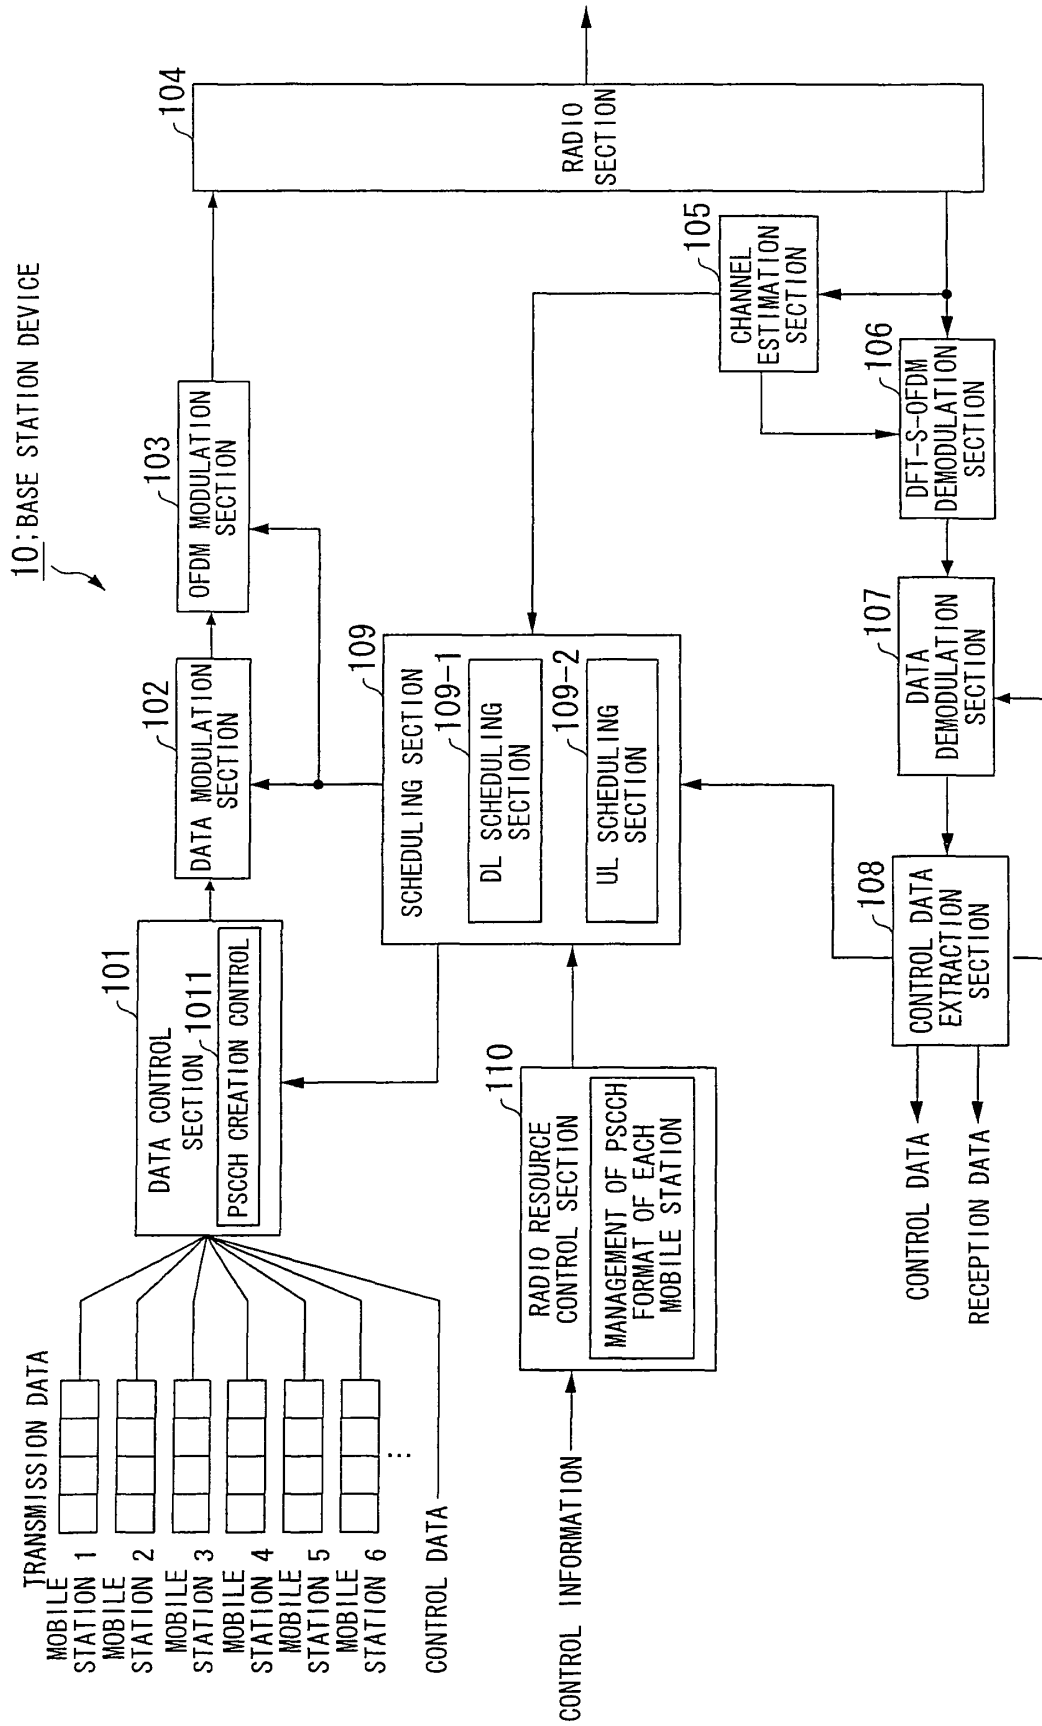 10;BASE STATION DEVICE
TRANSMISSION DATA
MOBILE
STATION 1
MOBILE
STATION 2
MOBILE
STATION 3
MOBILE
STATION 4
MOBILE
STATION 5
MOBILE
STATION 6
...
CONTROL DATA
101
DATA CONTROL
SECTION
1011
PSCCH CREATION CONTROL
102
DATA MODULATION
SECTION
103
OFDM MODULATION
SECTION
104
RADIO
SECTION
109
SCHEDULING SECTION
109-1
DL SCHEDULING
SECTION
109-2
UL SCHEDULING
SECTION
105
CHANNEL
ESTIMATION
SECTION
CONTROL INFORMATION
110
RADIO RESOURCE
CONTROL SECTION
MANAGEMENT OF PSCCH
FORMAT OF EACH
MOBILE STATION
106
DFT-S-OFDM
DEMODULATION
SECTION
107
DATA
DEMODULATION
SECTION
108
CONTROL DATA
EXTRACTION
SECTION
CONTROL DATA
RECEPTION DATA